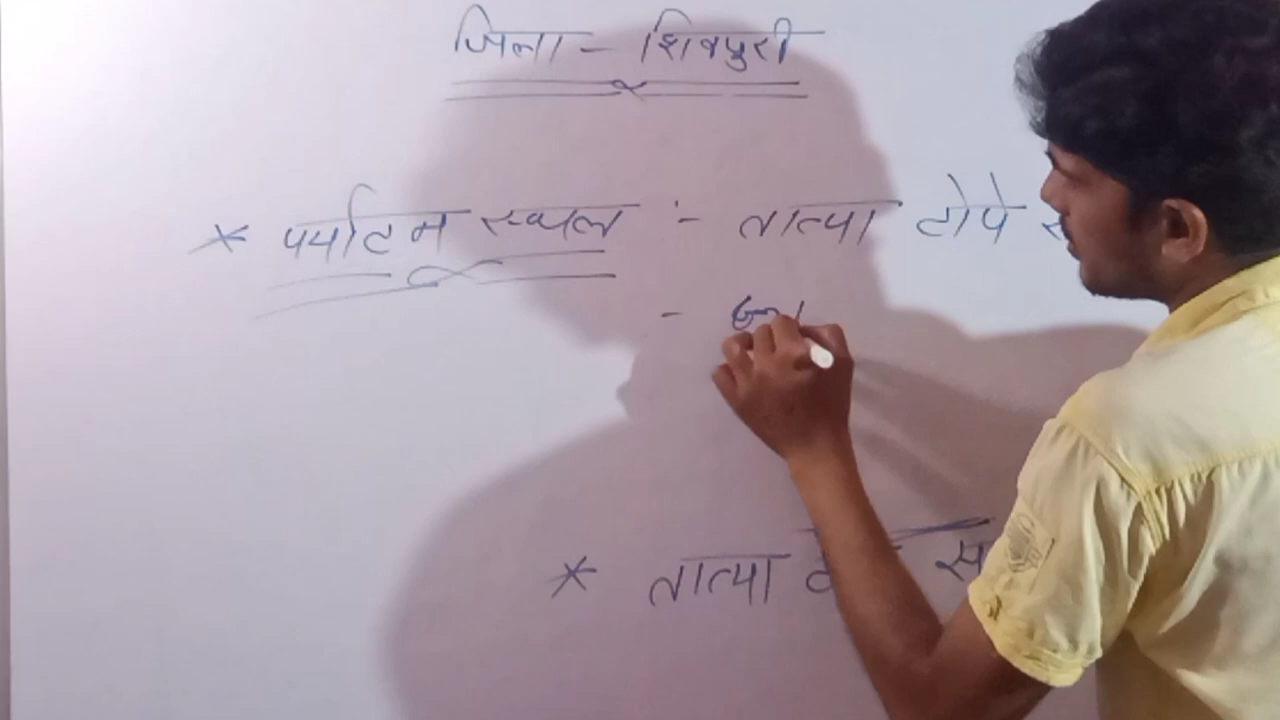 जिला - शिवपुरी
* पर्यटन स्थल :- तात्या टोपे
-
* तात्या